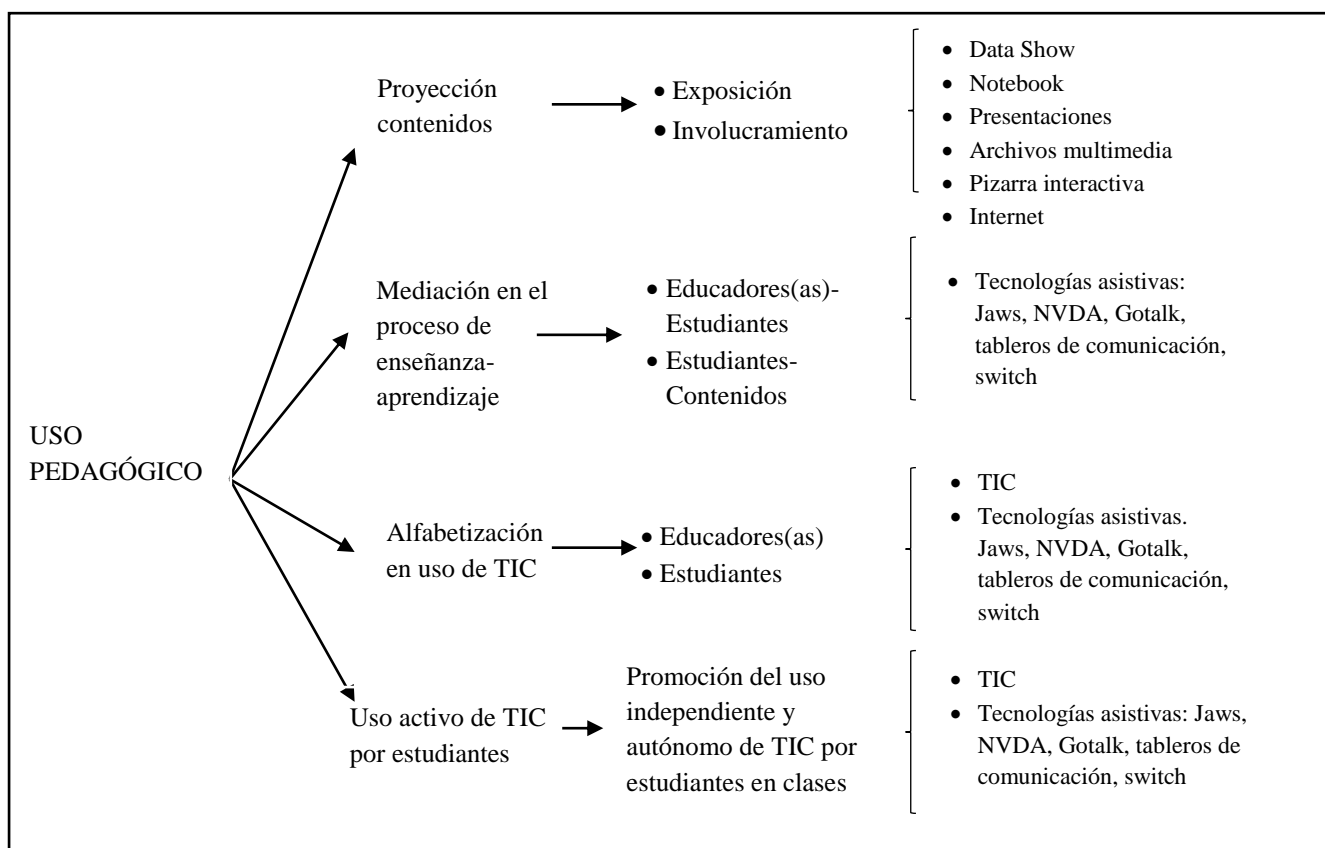 USO
PEDAGÓGICO
Proyección
contenidos
• Exposición
• Involucramiento
• Data Show
• Notebook
• Presentaciones
• Archivos multimedia
• Pizarra interactiva
• Internet
Mediación en el
proceso de
enseñanza-
aprendizaje
• Educadores(as)-
Estudiantes
• Estudiantes-
Contenidos
• Tecnologías asistivas:
Jaws, NVDA, Gotalk,
tableros de comunicación,
switch
Alfabetización
en uso de TIC
• Educadores(as)
• Estudiantes
• TIC
• Tecnologías asistivas.
Jaws, NVDA, Gotalk,
tableros de comunicación,
switch
Uso activo de TIC
por estudiantes
Promoción del uso
independiente y
autónomo de TIC por
estudiantes en clases
• TIC
• Tecnologías asistivas: Jaws,
NVDA, Gotalk, tableros de
comunicación, switch